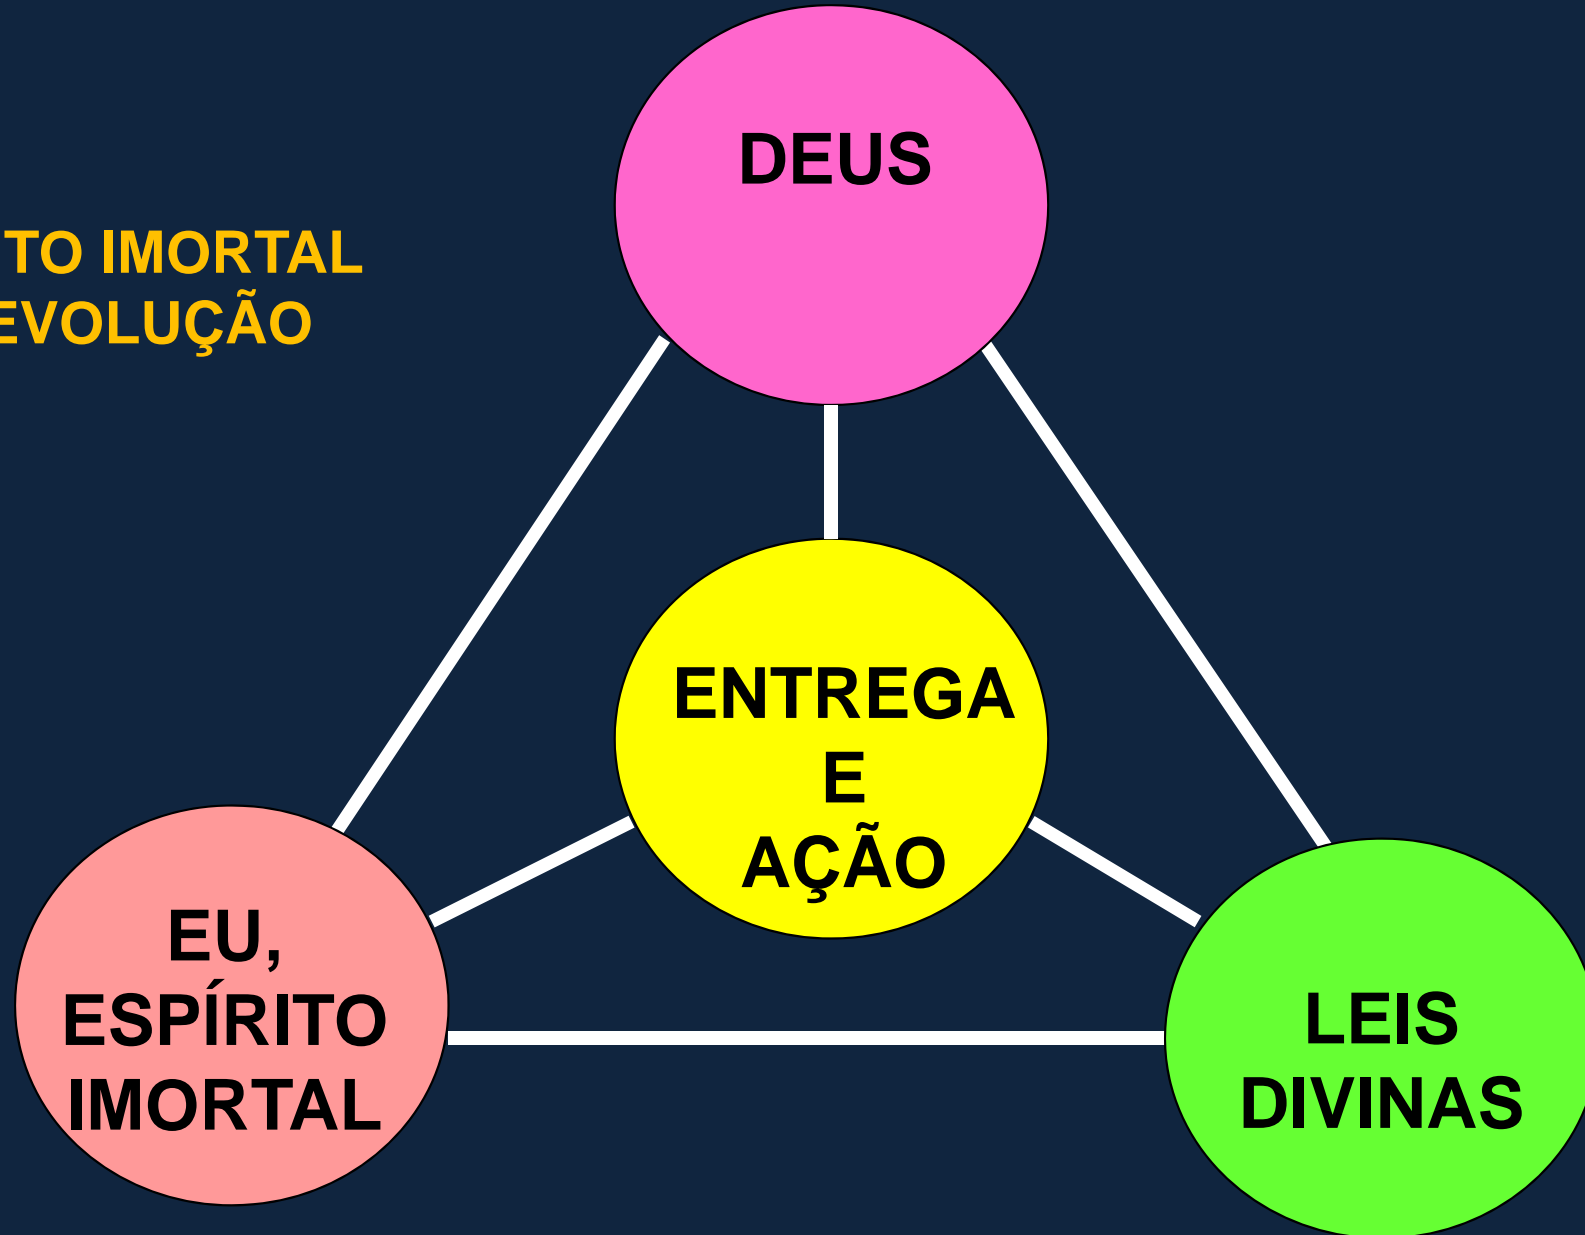 DEUS
TO IMORTAL
EVOLUÇÃO
ENTREGA
E
AÇÃO
EU,
ESPÍRITO
IMORTAL
LEIS
DIVINAS